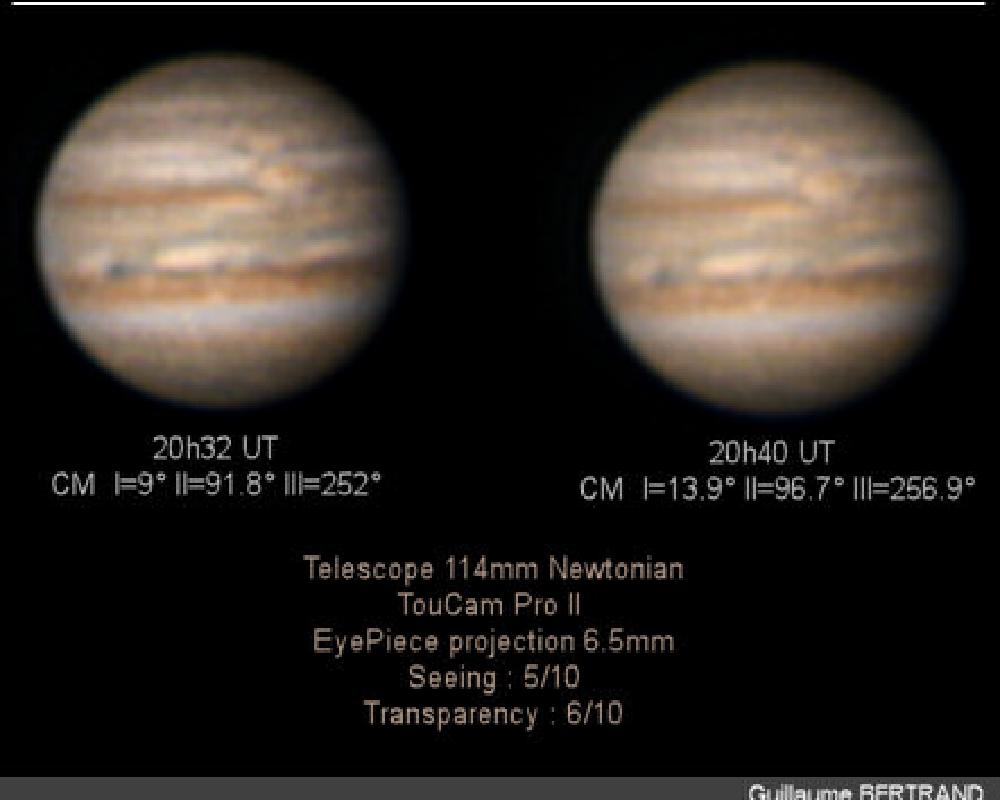 20h32 UT
CM I=9° II=91.8° III=252°
20h40 UT
CM I=13.9° II=96.7° III=256.9°
Telescope 114mm Newtonian
TouCam Pro II
EyePiece projection 6.5mm
Seeing : 5/10
Transparency : 6/10
Guillaume BERTRAND